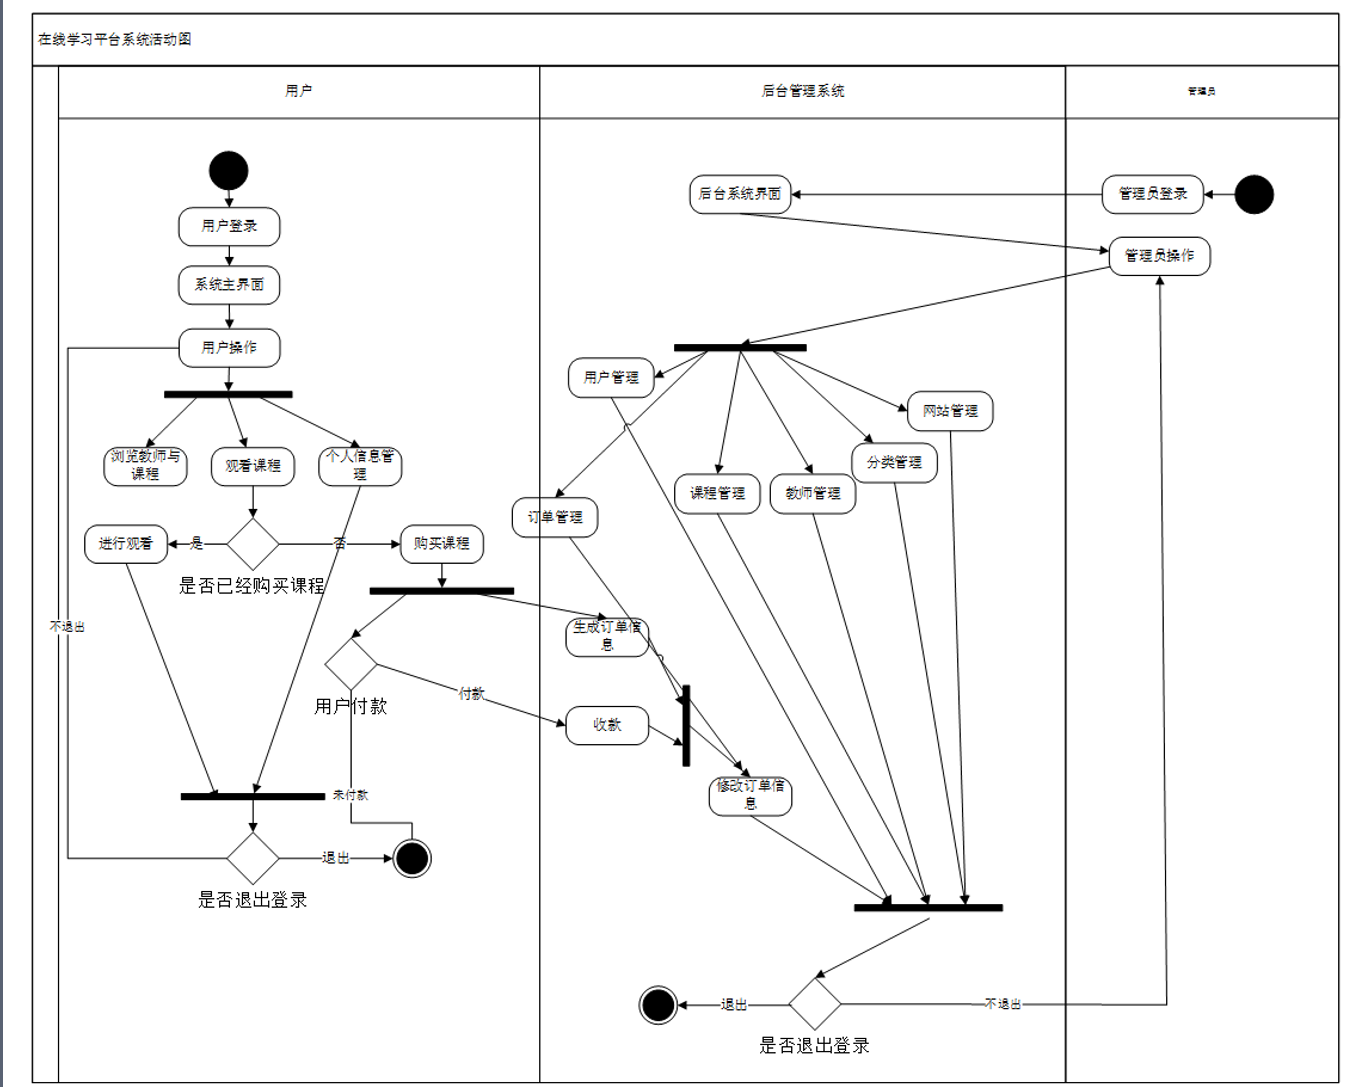 在线学习平台系统活动图
用户
后台管理系统
管理员
用户登录
系统主界面
用户操作
浏览教师与
课程
观看课程
个人信息管
理
进行观看
是
否
购买课程
是否已经购买课程
不退出
用户付款
付款
未付款
退出
是否退出登录
后台系统界面
管理员登录
管理员操作
用户管理
网站管理
分类管理
课程管理
教师管理
订单管理
生成订单信
息
收款
修改订单信
息
退出
不退出
是否退出登录